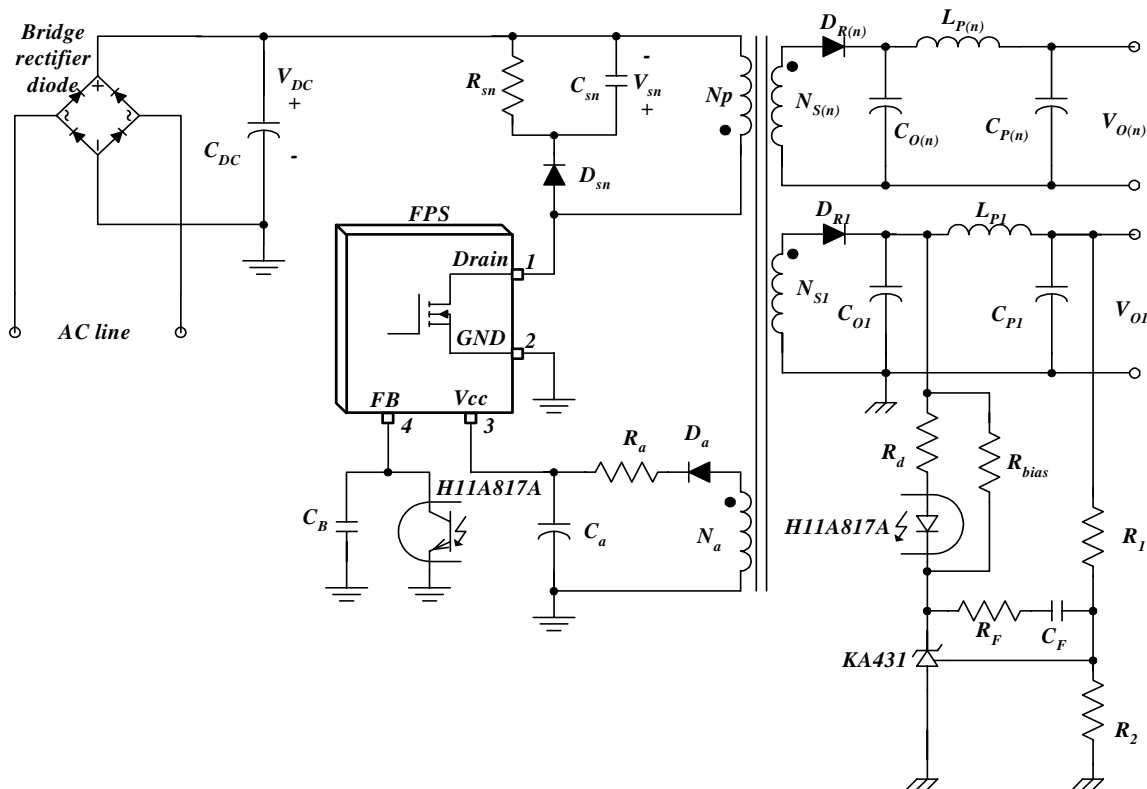 Bridge
rectifier
diode
+
-
~
~
V_DC
+
C_DC
-
AC line
R_sn
C_sn
-
V_sn
+
D_sn
Np
FPS
Drain
1
GND
2
FB
Vcc
4
3
H11A817A
C_B
C_a
R_a
D_a
N_a
D_R(n)
L_P(n)
N_S(n)
C_O(n)
C_P(n)
V_O(n)
D_R1
L_P1
N_S1
C_O1
C_P1
V_O1
R_d
R_bias
H11A817A
R_1
R_F
C_F
KA431
R_2